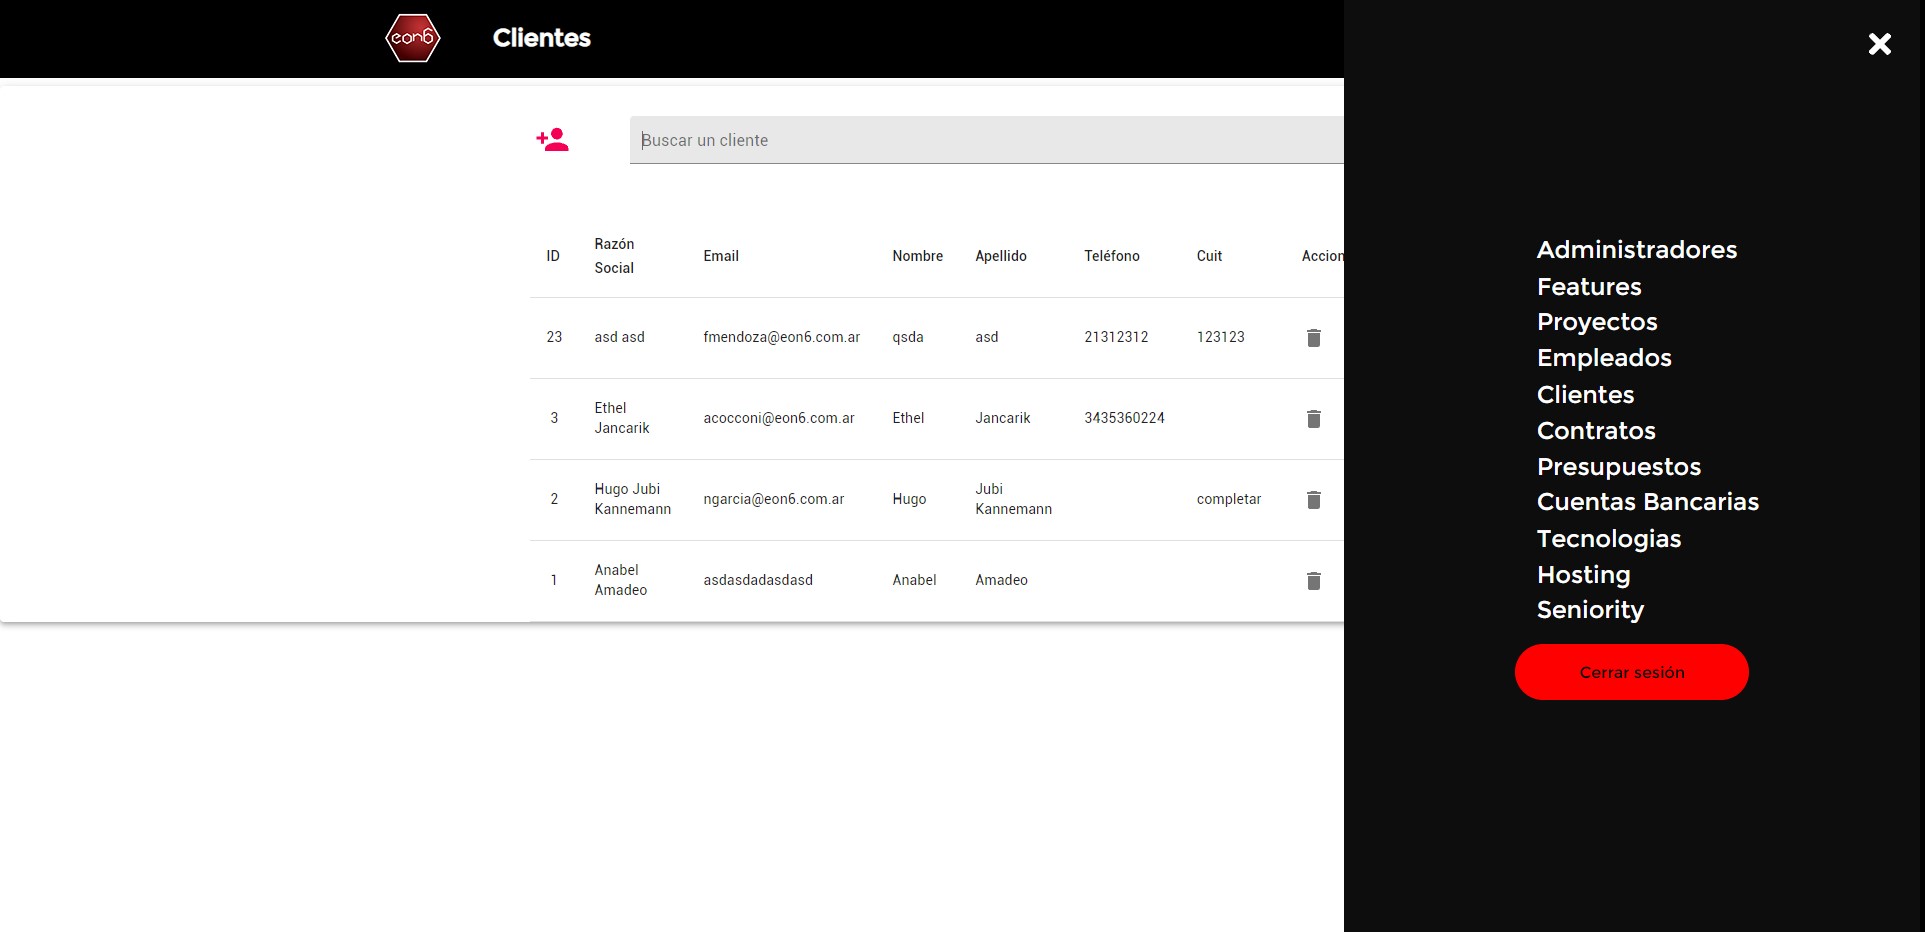 eon6 Clientes
Buscar un cliente
ID Razón Social Email Nombre Apellido Teléfono Cuit Accion
23 asd asd fmendoza@eon6.com.ar qsda asd 21312312 123123
3 Ethel Jancarik acocconi@eon6.com.ar Ethel Jancarik 3435360224
2 Hugo Jubi Kannemann ngarcia@eon6.com.ar Hugo Jubi Kannemann completar
1 Anabel Amadeo asdasdadasdasd Anabel Amadeo
Administradores
Features
Proyectos
Empleados
Clientes
Contratos
Presupuestos
Cuentas Bancarias
Tecnologias
Hosting
Seniority
Cerrar sesión